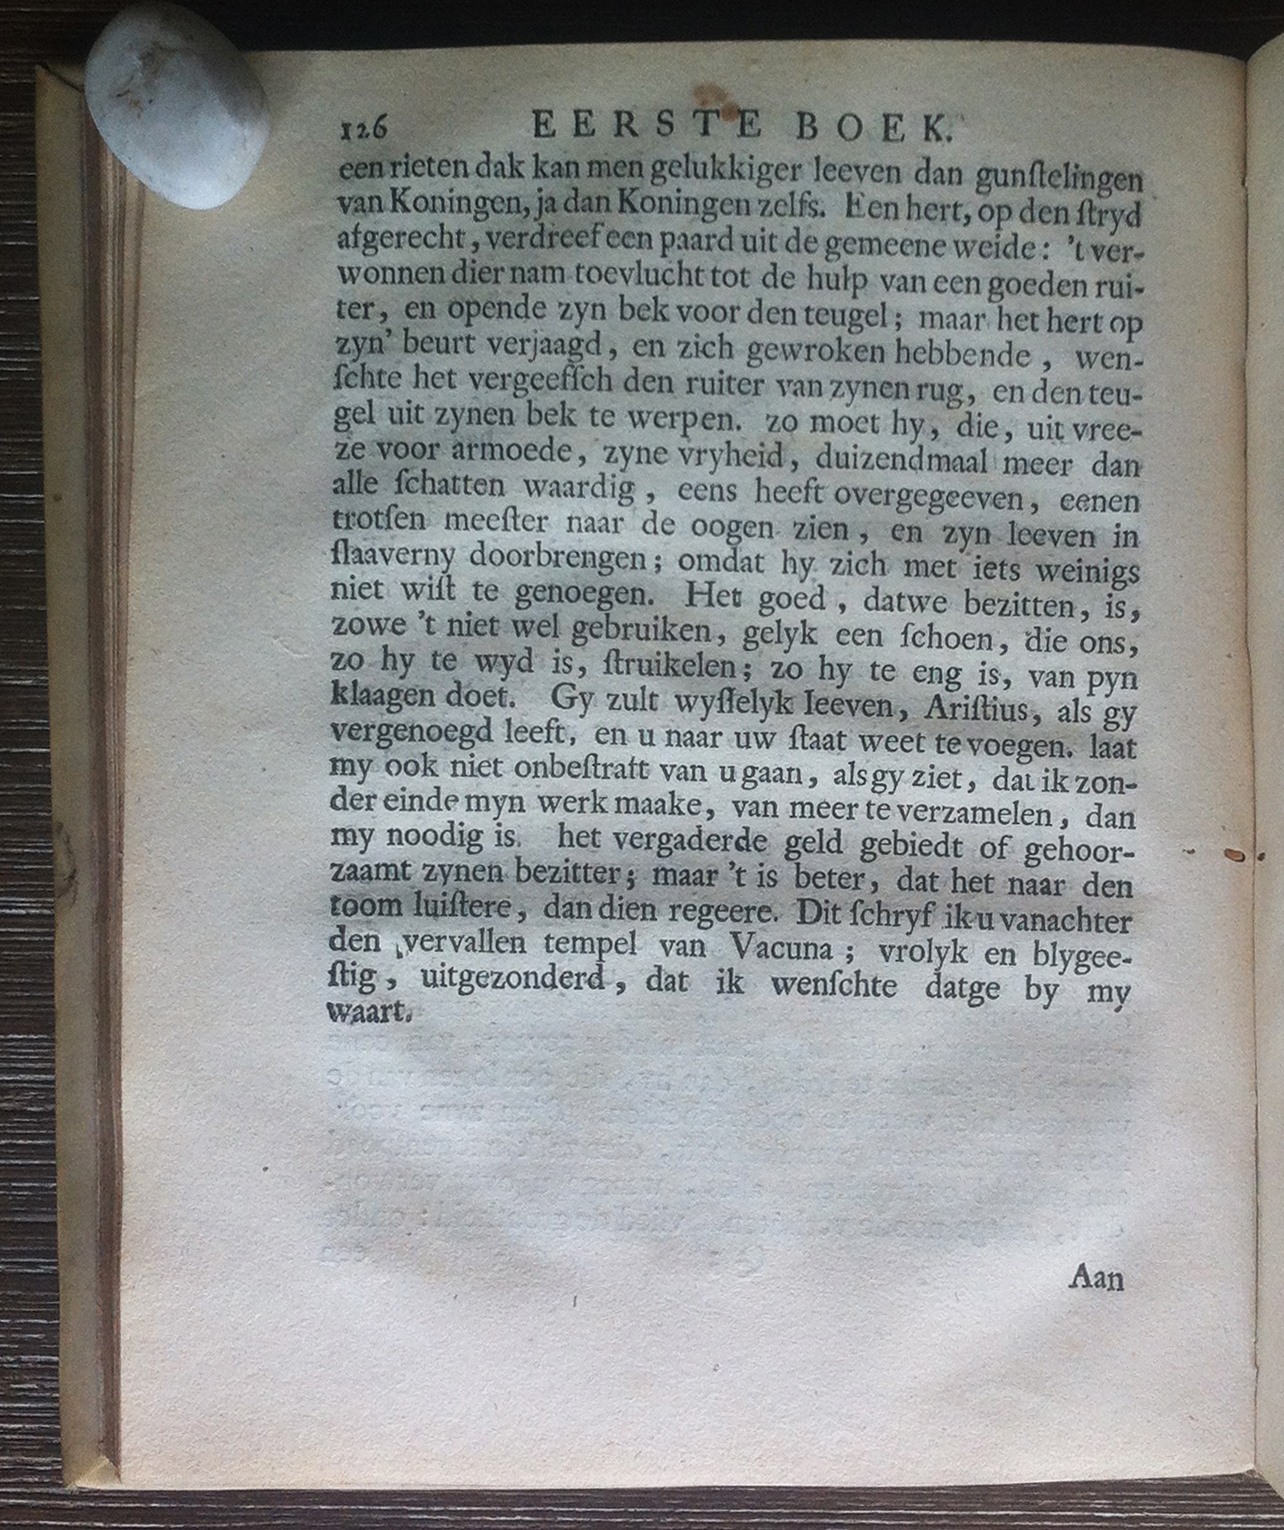 126 EERSTE BOEK.
een rieten dak kan men gelukkiger leeven dan gunſtelingen
van Koningen, ja dan Koningen zelfs. Een hert, op den ſtryd
afgerecht, verdreef een paard uit de gemeene weide: 't ver-
wonnen dier nam toevlucht tot de hulp van een goeden rui-
ter, en opende zyn bek voor den teugel; maar het hert op
zyn' beurt verjaagd, en zich gewroken hebbende, wen-
ſchte het vergeefſch den ruiter van zynen rug, en den teu-
gel uit zynen bek te werpen. zo moet hy, die, uit vree-
ze voor armoede, zyne vryheid, duizendmaal meer dan
alle ſchatten waardig, eens heeft overgegeeven, eenen
trotſen meeſter naar de oogen zien, en zyn leeven in
ſlaaverny doorbrengen; omdat hy zich met iets weinigs
niet wiſt te genoegen. Het goed, datwe bezitten, is,
zowe 't niet wel gebruiken, gelyk een ſchoen, die ons,
zo hy te wyd is, ſtruikelen; zo hy te eng is, van pyn
klaagen doet. Gy zult wyſſelyk leeven, Ariſtius, als gy
vergenoegd leeft, en u naar uw ſtaat weet te voegen. laat
my ook niet onbeſtraft van u gaan, als gy ziet, dat ik zon-
der einde myn werk maake, van meer te verzamelen, dan
my noodig is. het vergaderde geld gebiedt of gehoor-
zaamt zynen bezitter; maar 't is beter, dat het naar den
toom luiſtere, dan dien regeere. Dit ſchryf ik u vanachter
den vervallen tempel van Vacuna; vrolyk en blygee-
ſtig, uitgezonderd, dat ik wenſchte datge by my
waart.
Aan